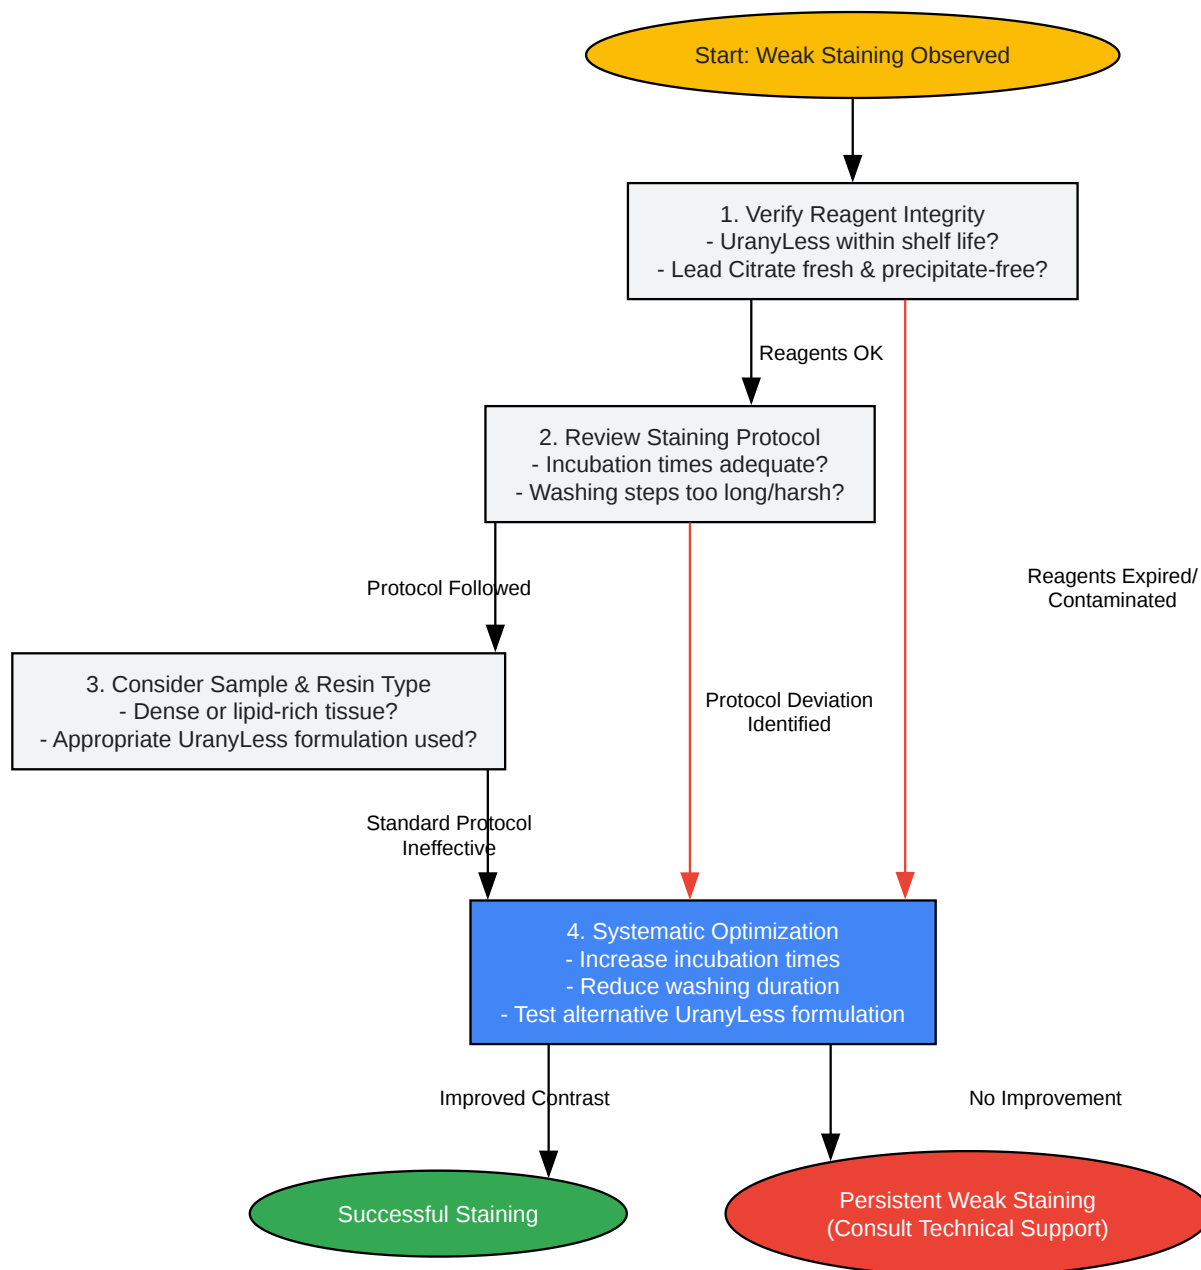 Start: Weak Staining Observed
1. Verify Reagent Integrity
- UranyLess within shelf life?
- Lead Citrate fresh & precipitate-free?
Reagents OK
2. Review Staining Protocol
- Incubation times adequate?
- Washing steps too long/harsh?
Reagents Expired/
Contaminated
Protocol Followed
3. Consider Sample & Resin Type
- Dense or lipid-rich tissue?
- Appropriate UranyLess formulation used?
Protocol Deviation
Identified
Standard Protocol
Ineffective
4. Systematic Optimization
- Increase incubation times
- Reduce washing duration
- Test alternative UranyLess formulation
Improved Contrast
No Improvement
Successful Staining
Persistent Weak Staining
(Consult Technical Support)